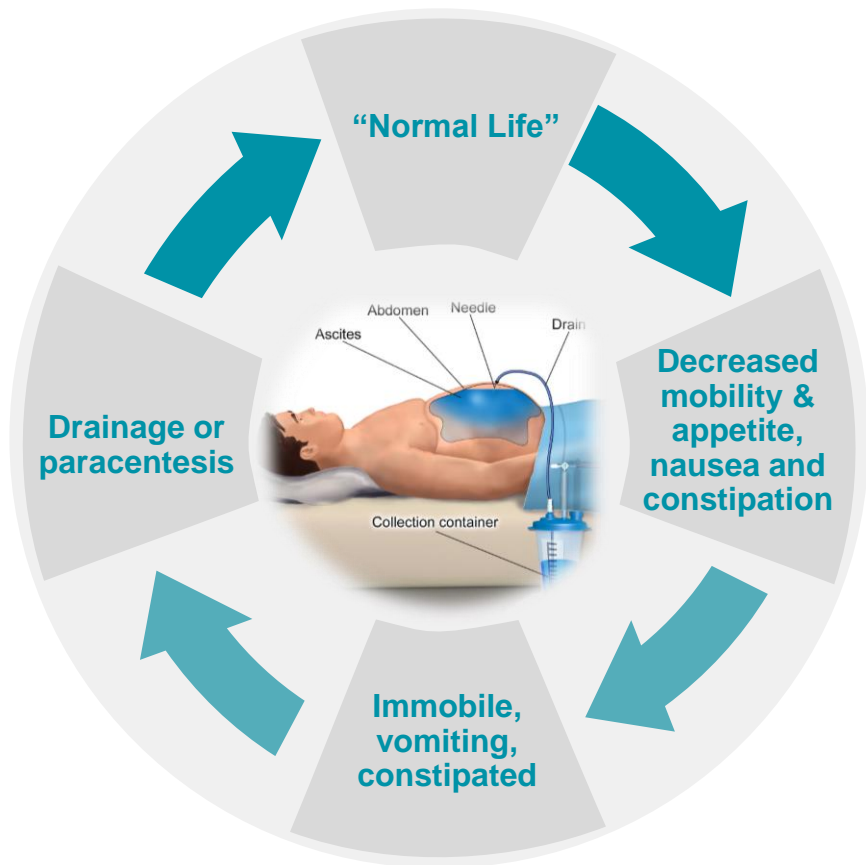 “Normal Life”
Decreased
mobility &
appetite,
nausea and
constipation
Immobile,
vomiting,
constipated
Drainage or
paracentesis
Abdomen
Needle
Ascites
Drain
Collection container